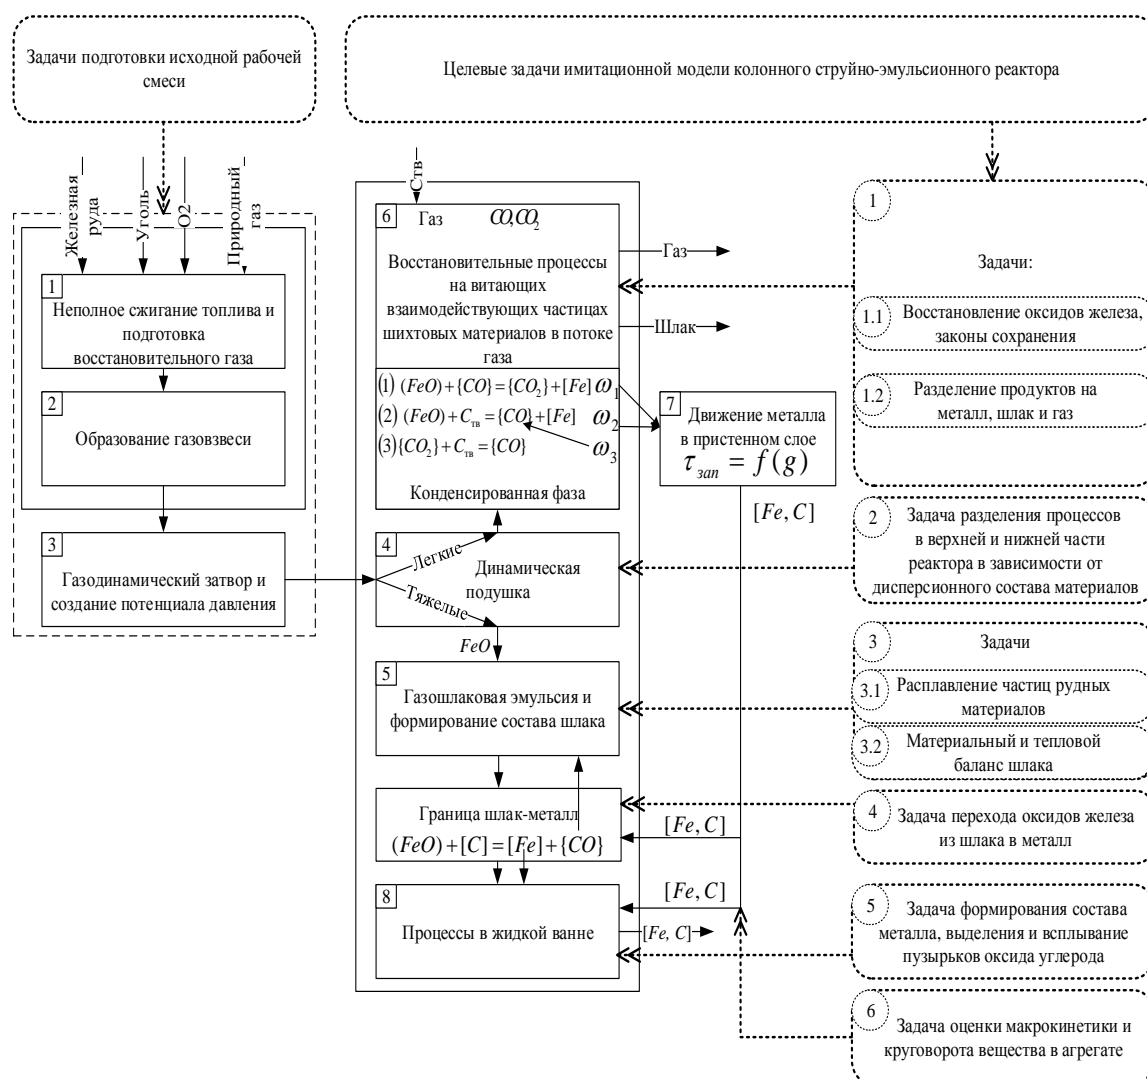 Задачи подготовки исходной рабочей
смеси
Целевые задачи имитационной модели колонного струйно-эмульсионного реактора
Железная
руда
Уголь
O2
Природный
газ
1
Неполное сжигание топлива и
подготовка
восстановительного газа
2
Образование газовзвеси
3
Газодинамический затвор и
создание потенциала давления
Cтв
6
Газ CO,CO₂
Восстановительные процессы
на витающих
взаимодействующих частицах
шихтовых материалов в потоке
газа
Газ
Шлак
(1) (FeO)+{CO}={CO₂}+[Fe] ω₁
(2) (FeO)+Cтв={CO}+[Fe] ω₂
(3){CO₂}+Cтв={CO} ω₃
Конденсированная фаза
7
Движение металла
в пристенном слое
τзап = f(g)
[Fe,C]
4
Легкие
Тяжелые
Динамическая
подушка
FeO
5
Газошлаковая эмульсия и
формирование состава шлака
Граница шлак-металл
(FeO)+[C]=[Fe]+{CO}
[Fe,C]
8
Процессы в жидкой ванне
[Fe,C]
[Fe, C]
1
Задачи:
1.1
Восстановление оксидов железа,
законы сохранения
1.2
Разделение продуктов на
металл, шлак и газ
2
Задача разделения процессов
в верхней и нижней части
реактора в зависимости от
дисперсионного состава материалов
3
Задачи
3.1
Расплавление частиц рудных
материалов
3.2
Материальный и тепловой
баланс шлака
4
Задача перехода оксидов железа
из шлака в металл
5
Задача формирования состава
металла, выделения и всплывание
пузырьков оксида углерода
6
Задача оценки макрокинетики и
круговорота вещества в агрегате